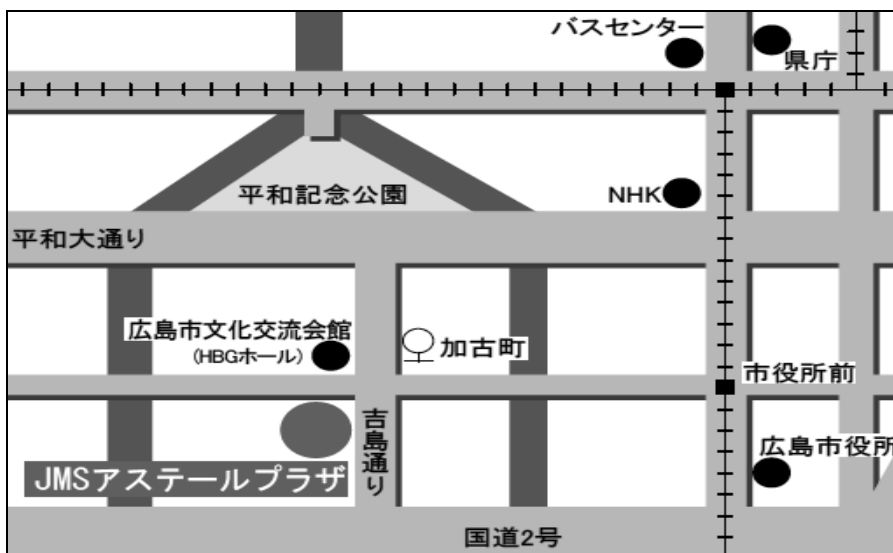 バスセンター
県庁
平和記念公園
NHK
平和大通り
広島市文化交流会館
(HBGホール)
加古町
市役所前
吉島通り
広島市役所
JMSアステールプラザ
国道2号